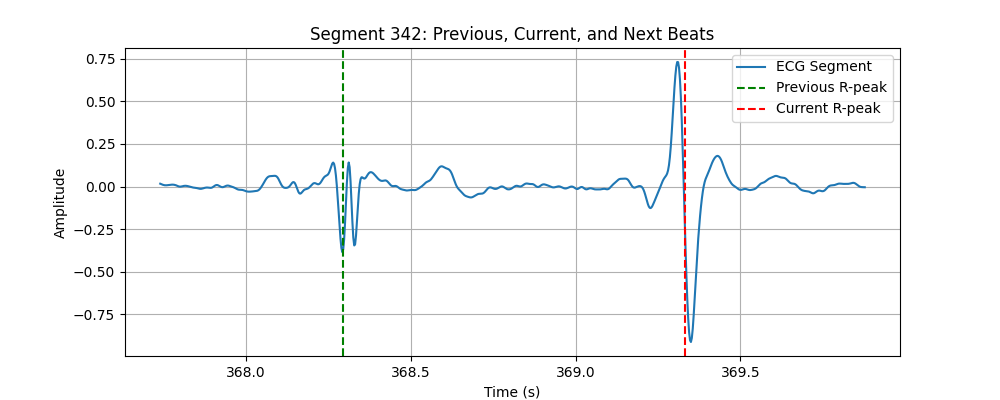 Segment 342: Previous, Current, and Next Beats
ECG Segment
Previous R-peak
Current R-peak
0.75
0.50
0.25
0.00
−0.25
−0.50
−0.75
Amplitude
368.0 368.5 369.0 369.5
Time (s)